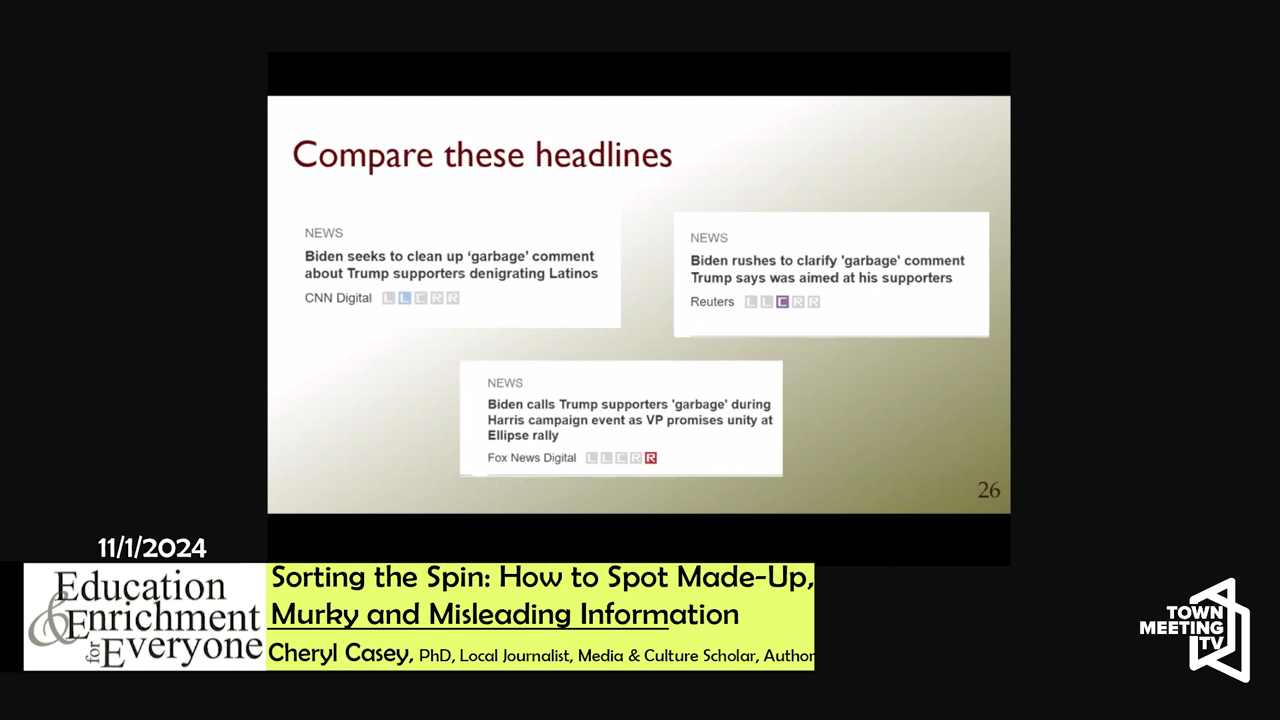 Compare these headlines
NEWS
Biden seeks to clean up ‘garbage’ comment
about Trump supporters denigrating Latinos
CNN Digital L L C R R
NEWS
Biden rushes to clarify 'garbage' comment
Trump says was aimed at his supporters
Reuters L L C R R
NEWS
Biden calls Trump supporters 'garbage' during
Harris campaign event as VP promises unity at
Ellipse rally
Fox News Digital L L C R R
26
11/1/2024
Education
& Enrichment
for Everyone
Sorting the Spin: How to Spot Made-Up,
Murky and Misleading Information
Cheryl Casey, PhD, Local Journalist, Media & Culture Scholar, Author
TOWN
MEETING
TV